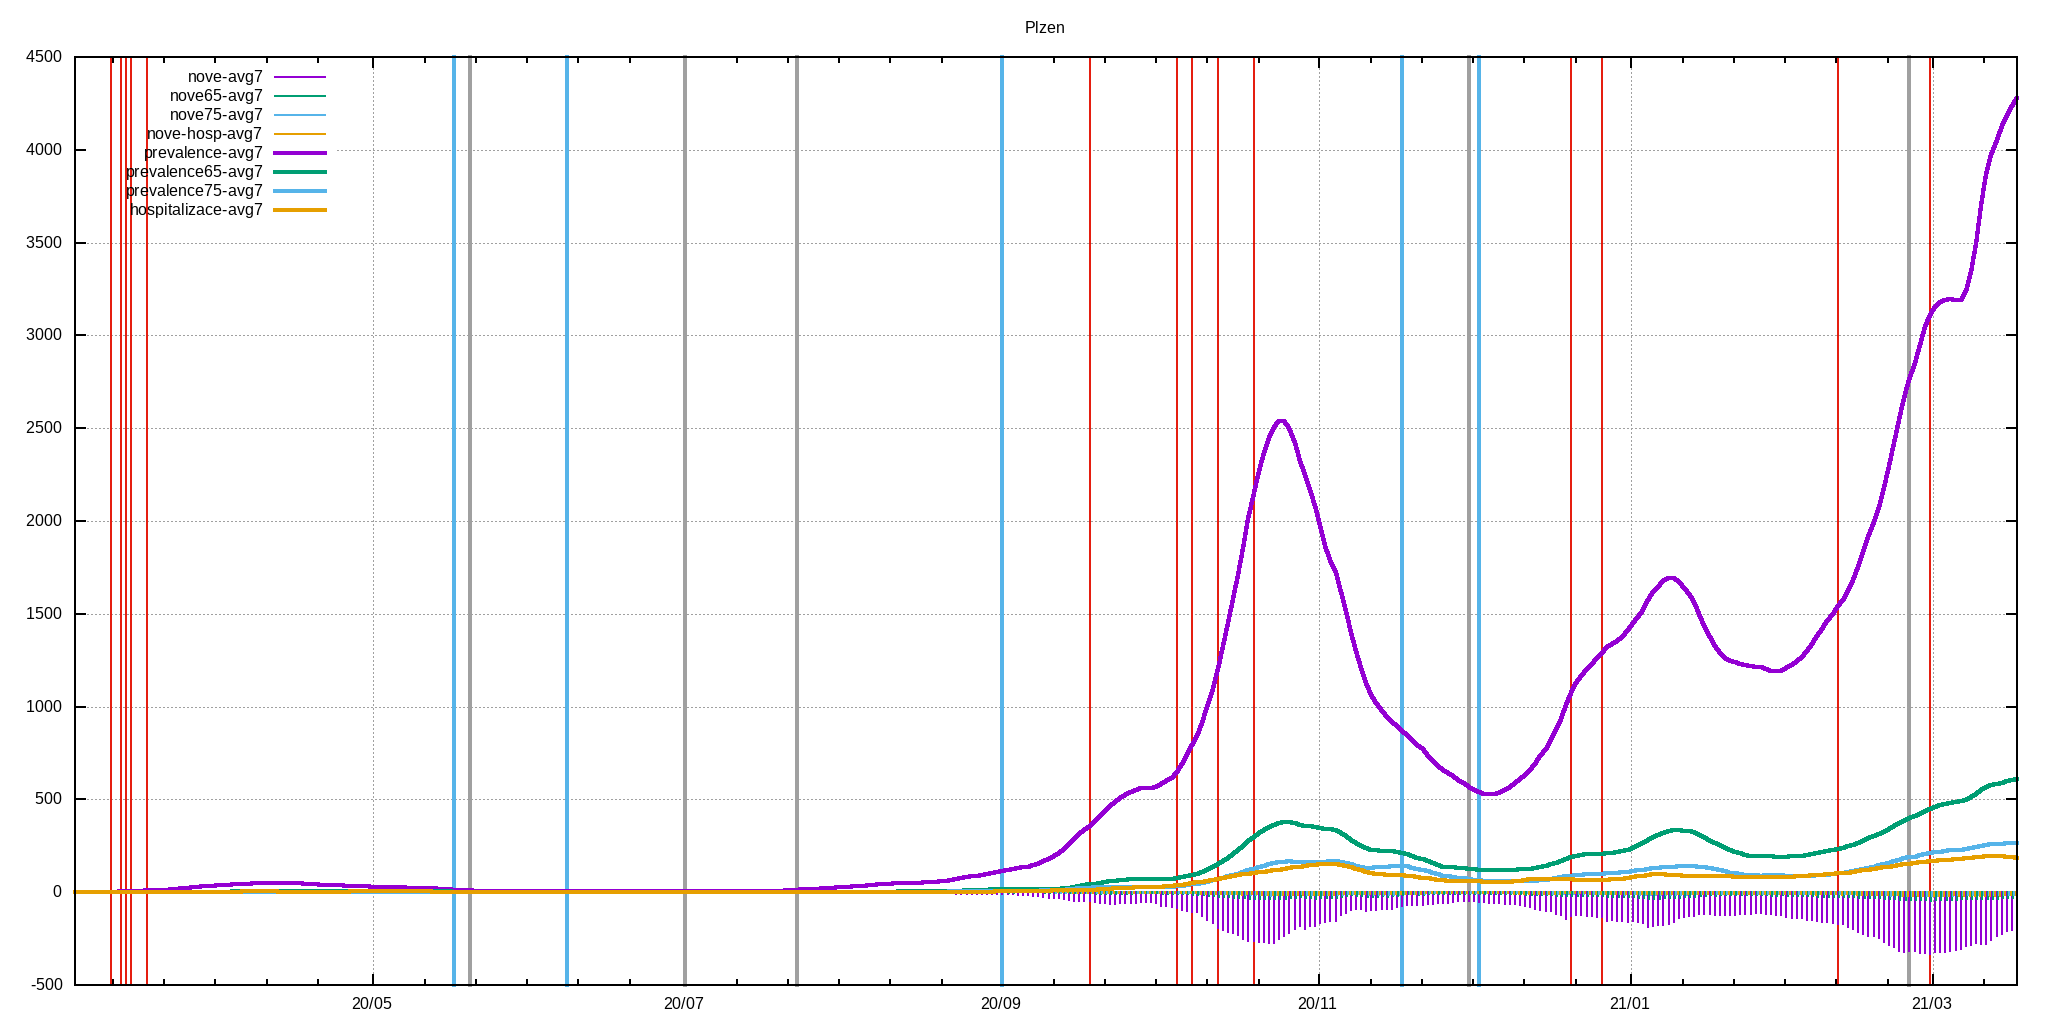 Plzen
4500
4000
3500
3000
2500
2000
1500
1000
500
0
-500
nove-avg7
nove65-avg7
nove75-avg7
nove-hosp-avg7
prevalence-avg7
prevalence65-avg7
prevalence75-avg7
hospitalizace-avg7
20/05 20/07 20/09 20/11 21/01 21/03